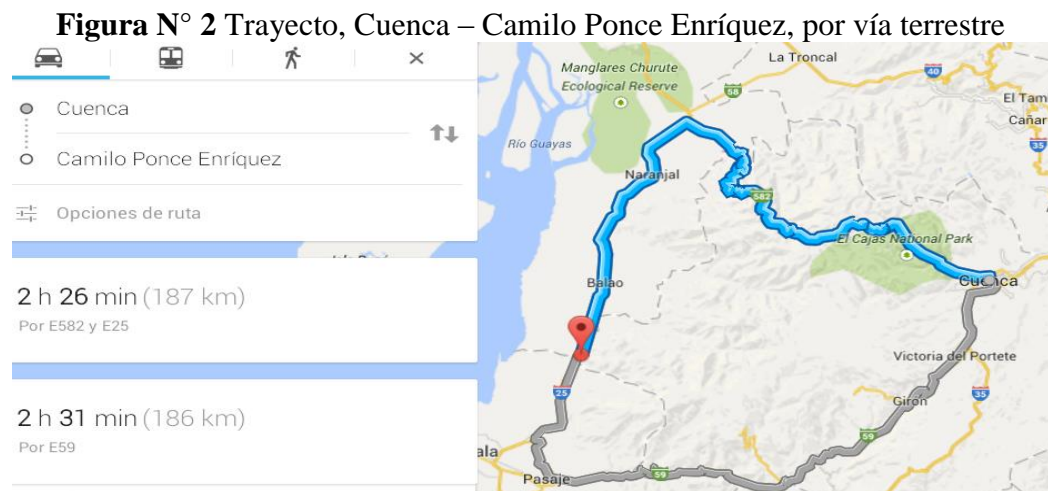 Figura N° 2 Trayecto, Cuenca – Camilo Ponce Enríquez, por vía terrestre
Cuenca
Camilo Ponce Enríquez
Opciones de ruta
2 h 26 min (187 km)
Por E582 y E25
2 h 31 min (186 km)
Por E59
Manglares Churute
Ecological Reserve
La Troncal
40
58
El Tam
Cañar
35
Río Guayas
Naranjal
582
El Cajas National Park
Cuenca
Balao
Victoria del Portete
25
Girón
35
59
ala
Pasaje
59